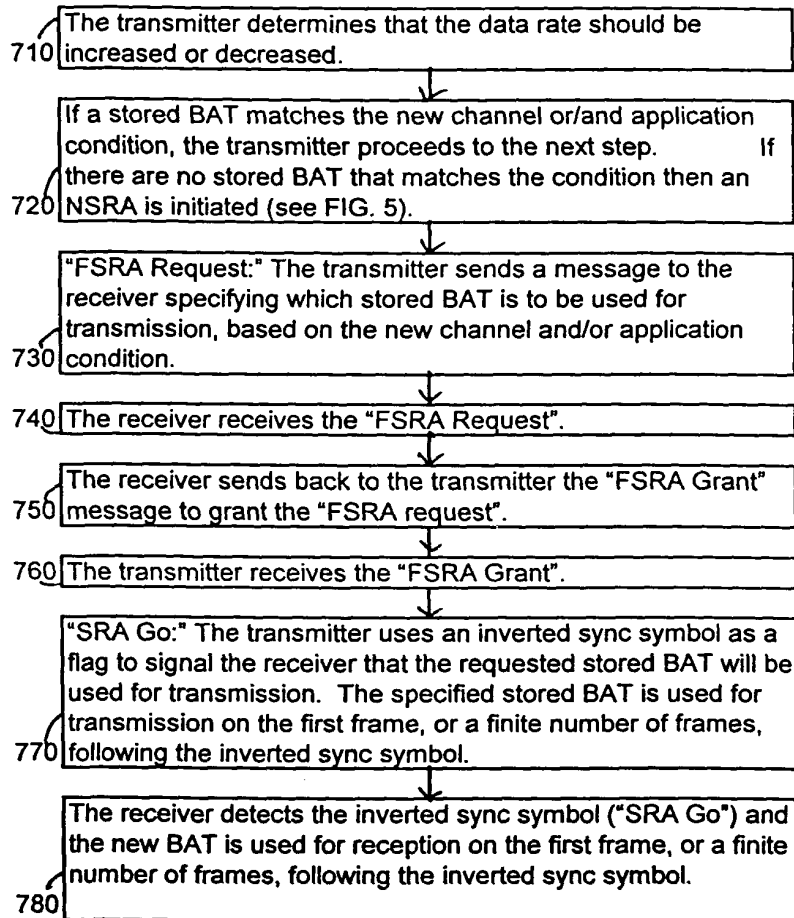 The transmitter determines that the data rate should be
710 increased or decreased.
If a stored BAT matches the new channel or/and application
condition, the transmitter proceeds to the next step. If
there are no stored BAT that matches the condition then an
720 NSRA is initiated (see FIG. 5).
"FSRA Request:" The transmitter sends a message to the
receiver specifying which stored BAT is to be used for
transmission, based on the new channel and/or application
730 condition.
740 The receiver receives the "FSRA Request".
The receiver sends back to the transmitter the "FSRA Grant"
750 message to grant the "FSRA request".
760 The transmitter receives the "FSRA Grant".
"SRA Go:" The transmitter uses an inverted sync symbol as a
flag to signal the receiver that the requested stored BAT will be
used for transmission. The specified stored BAT is used for
transmission on the first frame, or a finite number of frames,
770 following the inverted sync symbol.
The receiver detects the inverted sync symbol ("SRA Go") and
the new BAT is used for reception on the first frame, or a finite
number of frames, following the inverted sync symbol.
780